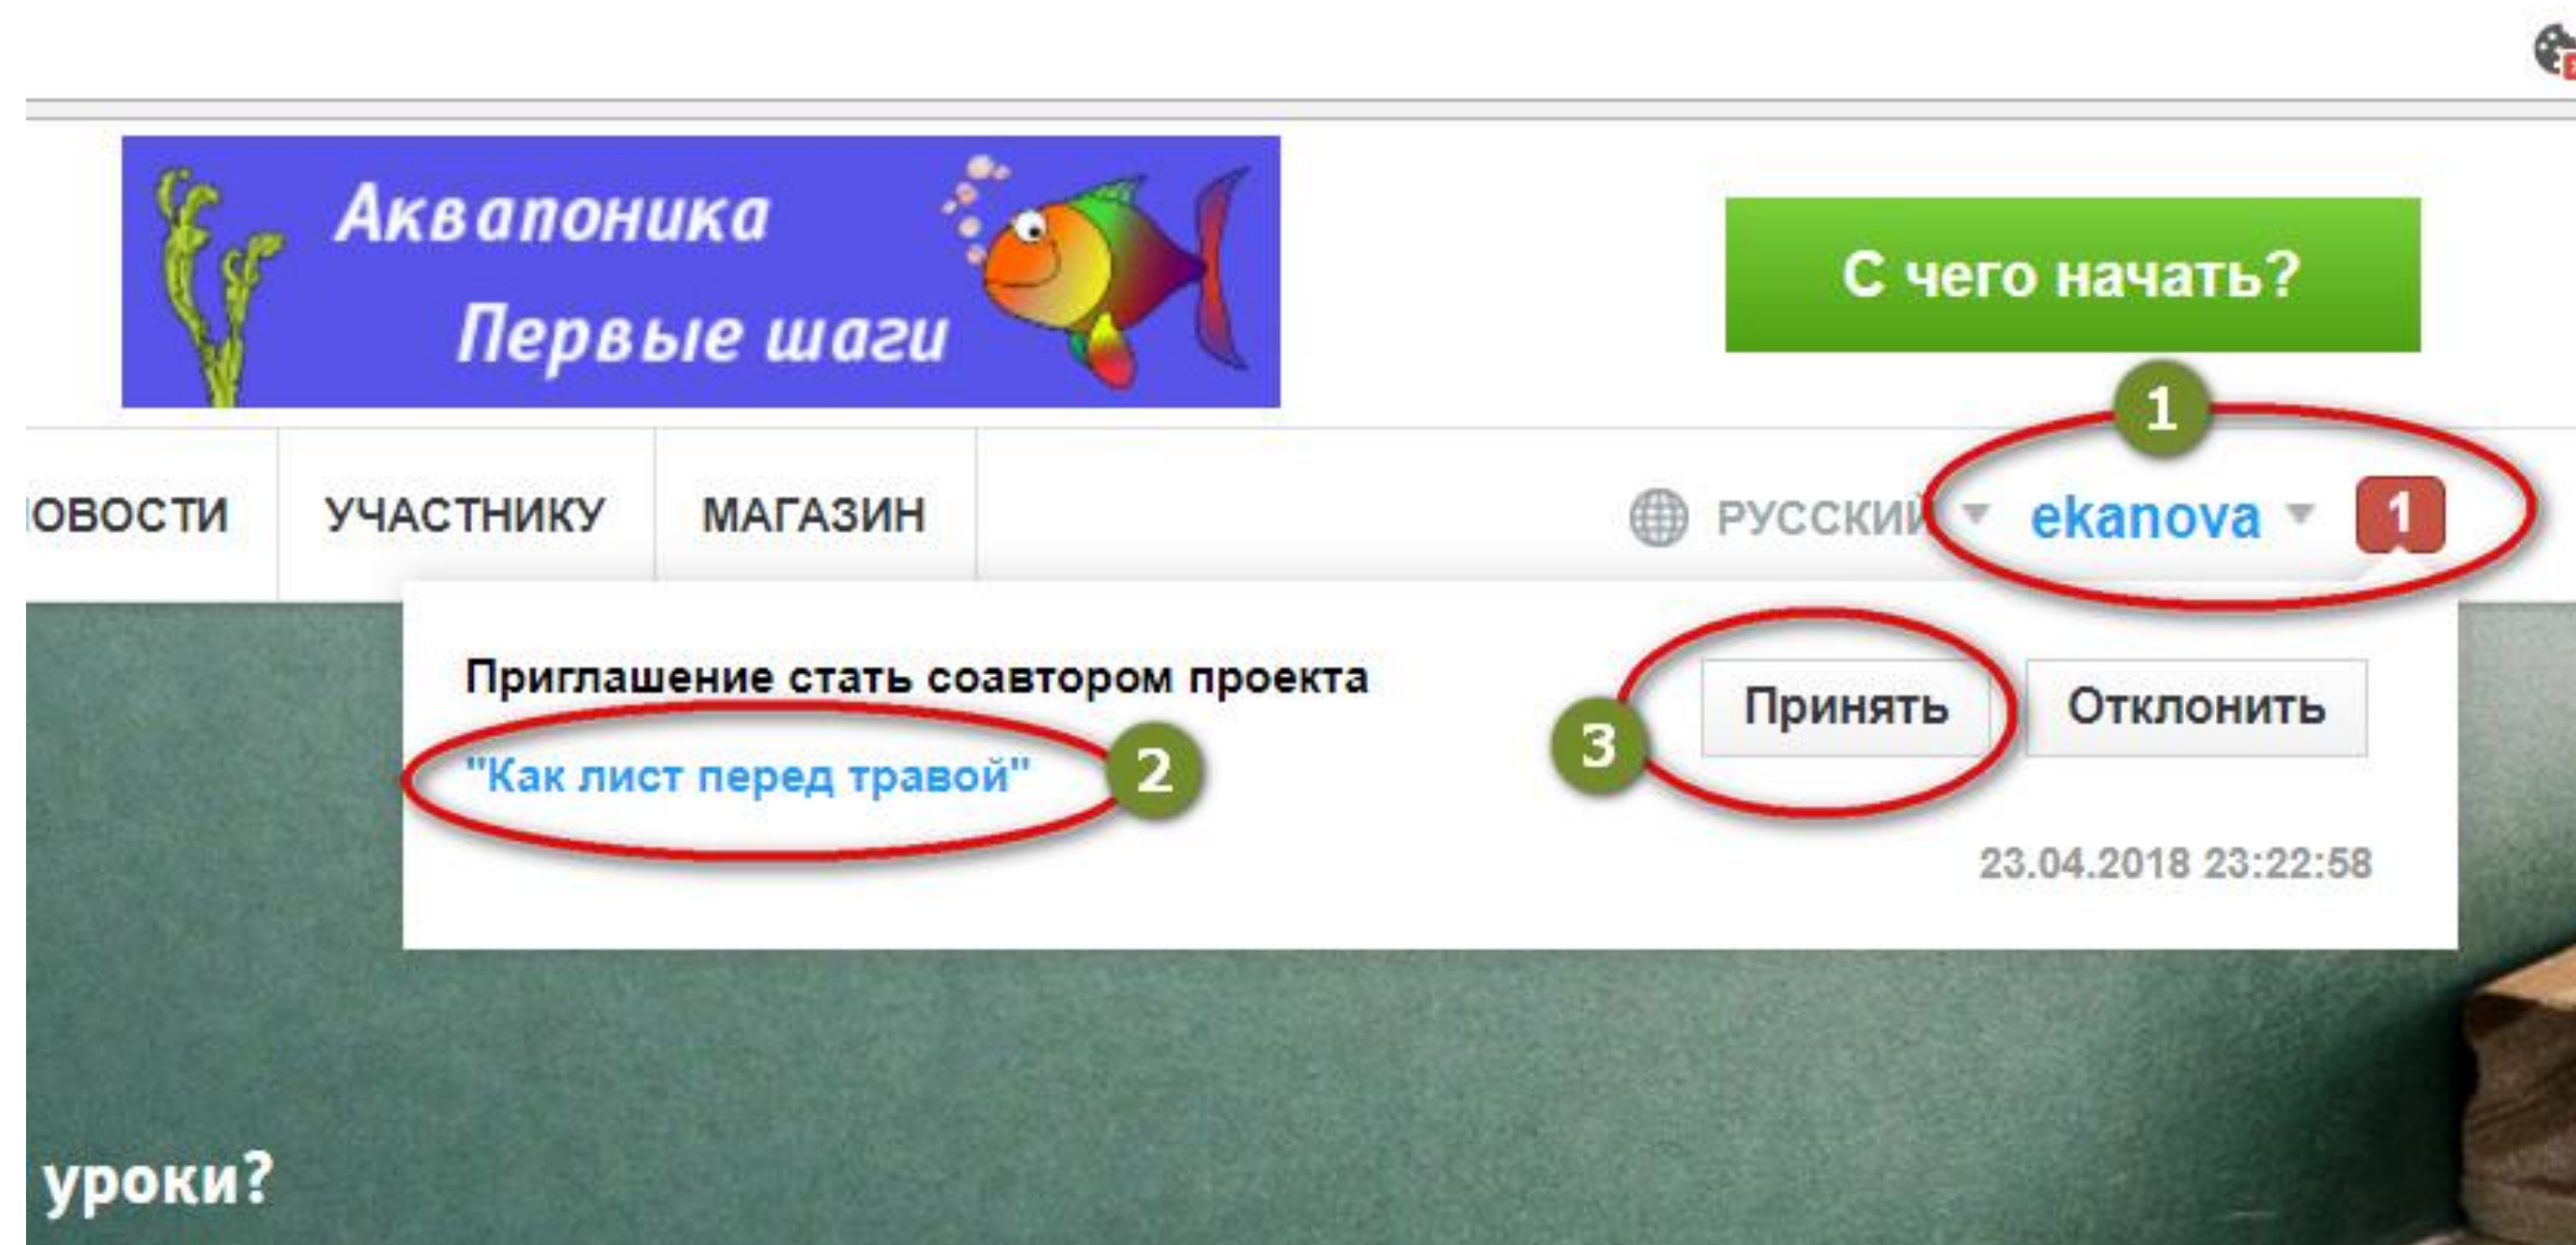 Аквапоника
Первые шаги
С чего начать?
1
ОВОСТИ
УЧАСТНИКУ
МАГАЗИН
РУССКИЙ
ekanova
1
Приглашение стать соавтором проекта
"Как лист перед травой"
2
3
Принять
Отклонить
23.04.2018 23:22:58
уроки?